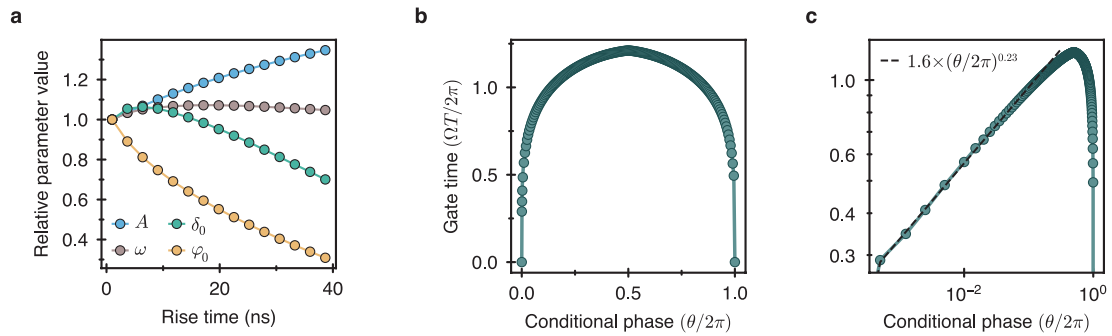 a
Relative parameter value
1.2
1.0
0.8
0.6
0.4
A
δ₀
ω
φ₀
0
20
40
Rise time (ns)
b
Gate time (ΩT/2π)
1.0
0.5
0.0
0.0
0.5
1.0
Conditional phase (θ/2π)
c
1.6×(θ/2π)^0.23
1.0
0.6
0.4
0.3
10⁻²
10⁰
Conditional phase (θ/2π)